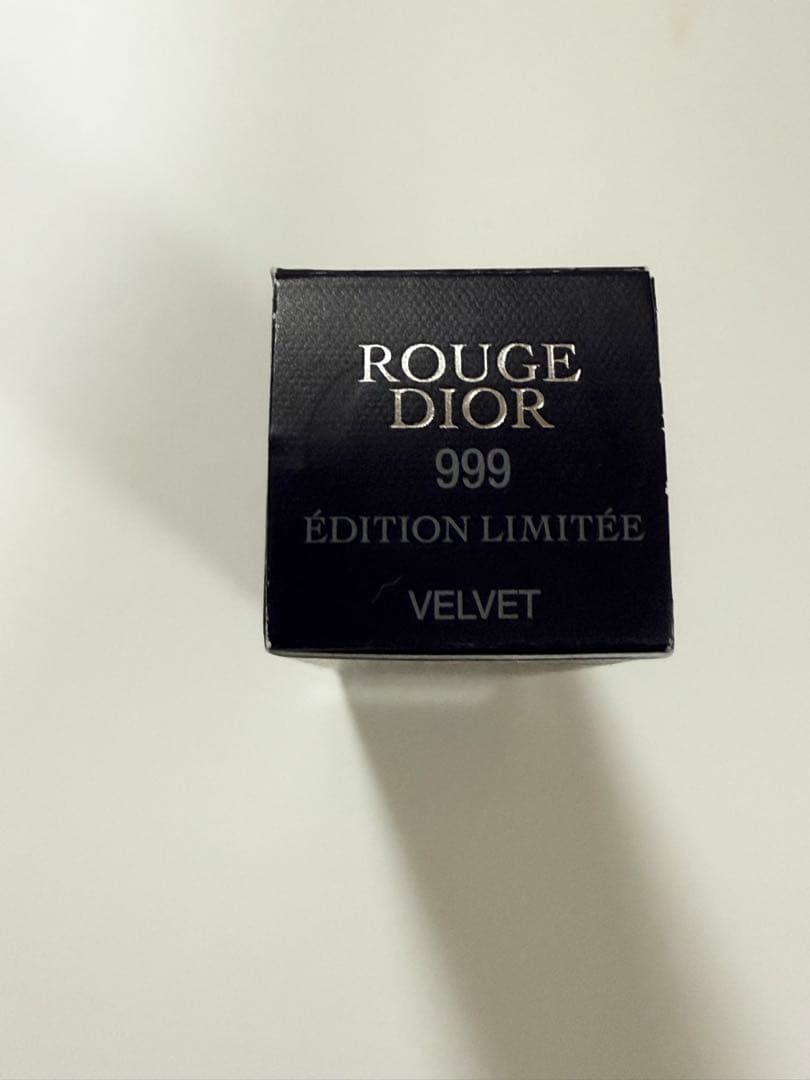 ROUGE
DIOR
999
ÉDITION LIMITÉE
VELVET